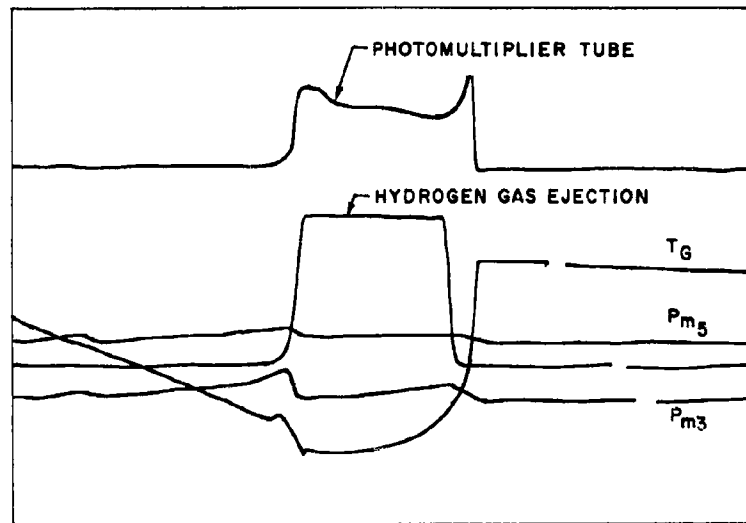 PHOTOMULTIPLIER TUBE
HYDROGEN GAS EJECTION
TG
Pm5
Pm3